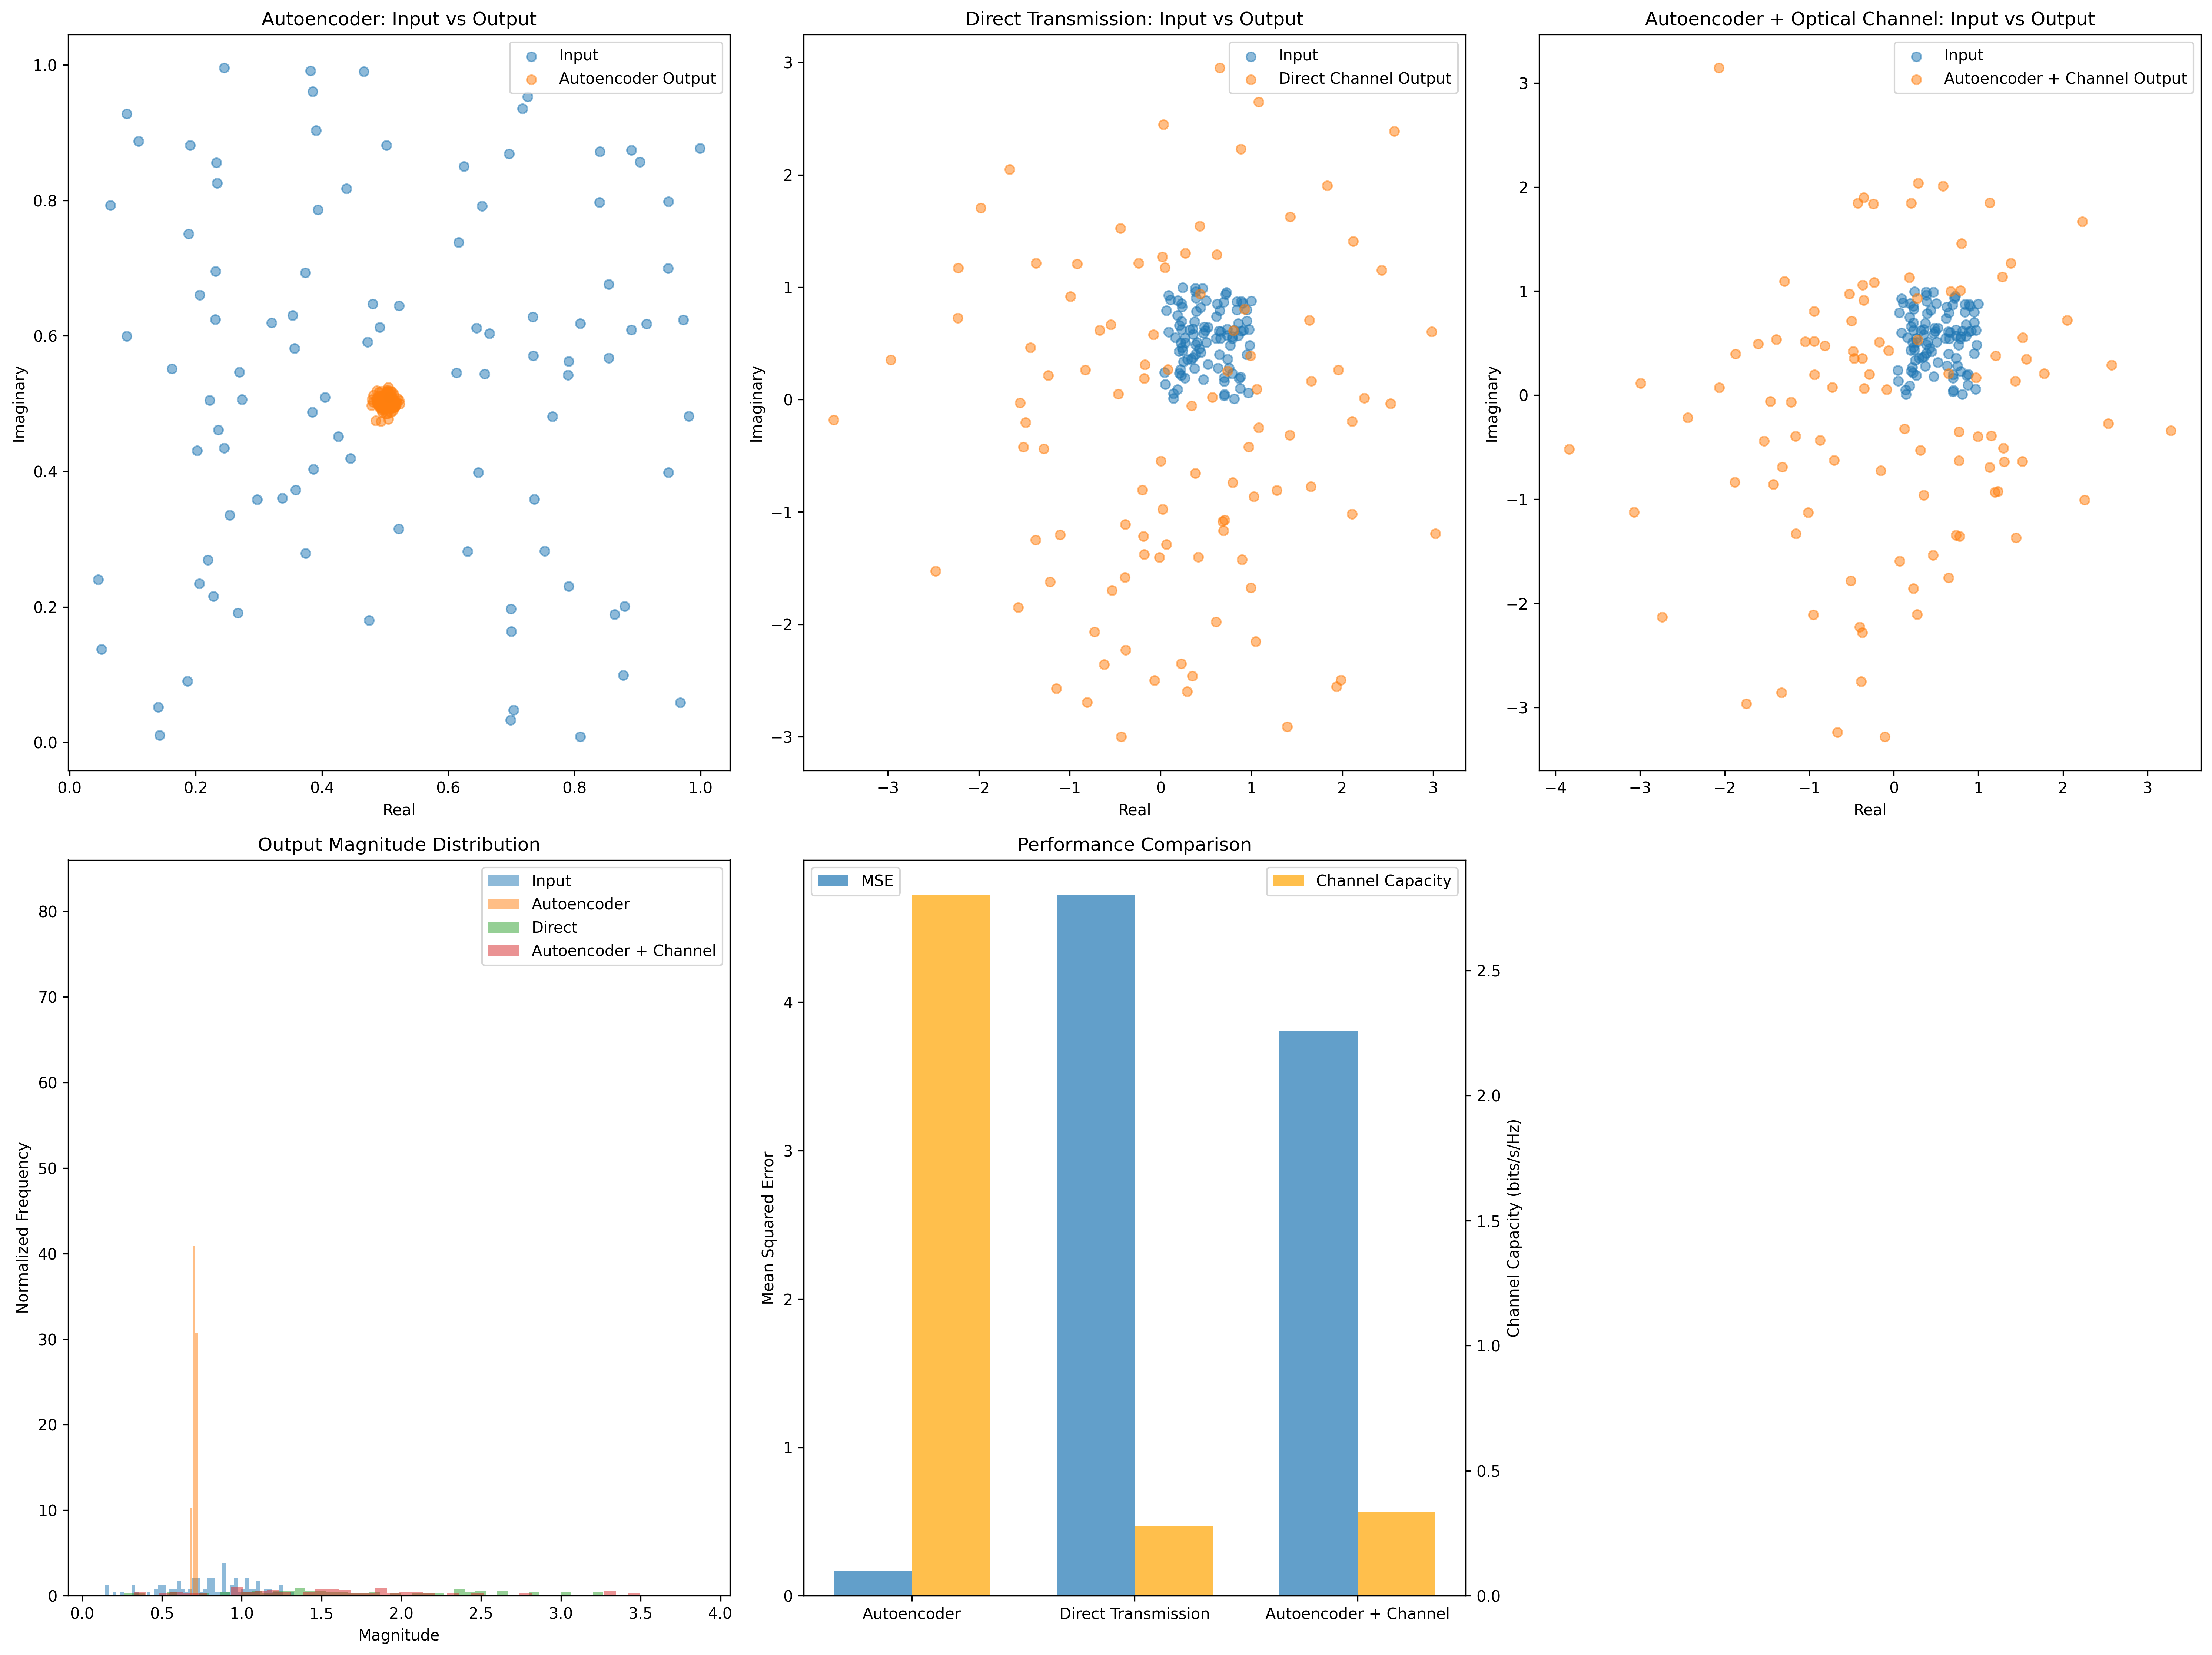 Autoencoder: Input vs Output
Input
Autoencoder Output
1.0
0.8
0.6
0.4
0.2
0.0
Imaginary
0.0 0.2 0.4 0.6 0.8 1.0
Real
Direct Transmission: Input vs Output
Input
Direct Channel Output
3
2
1
0
−1
−2
−3
Imaginary
−3 −2 −1 0 1 2 3
Real
Autoencoder + Optical Channel: Input vs Output
Input
Autoencoder + Channel Output
3
2
1
0
−1
−2
−3
Imaginary
−4 −3 −2 −1 0 1 2 3
Real
Output Magnitude Distribution
Input
Autoencoder
Direct
Autoencoder + Channel
80
70
60
50
40
30
20
10
0
Normalized Frequency
0.0 0.5 1.0 1.5 2.0 2.5 3.0 3.5 4.0
Magnitude
Performance Comparison
MSE
Channel Capacity
4
3
2
1
0
Mean Squared Error
2.5
2.0
1.5
1.0
0.5
0.0
Channel Capacity (bits/s/Hz)
Autoencoder Direct Transmission Autoencoder + Channel